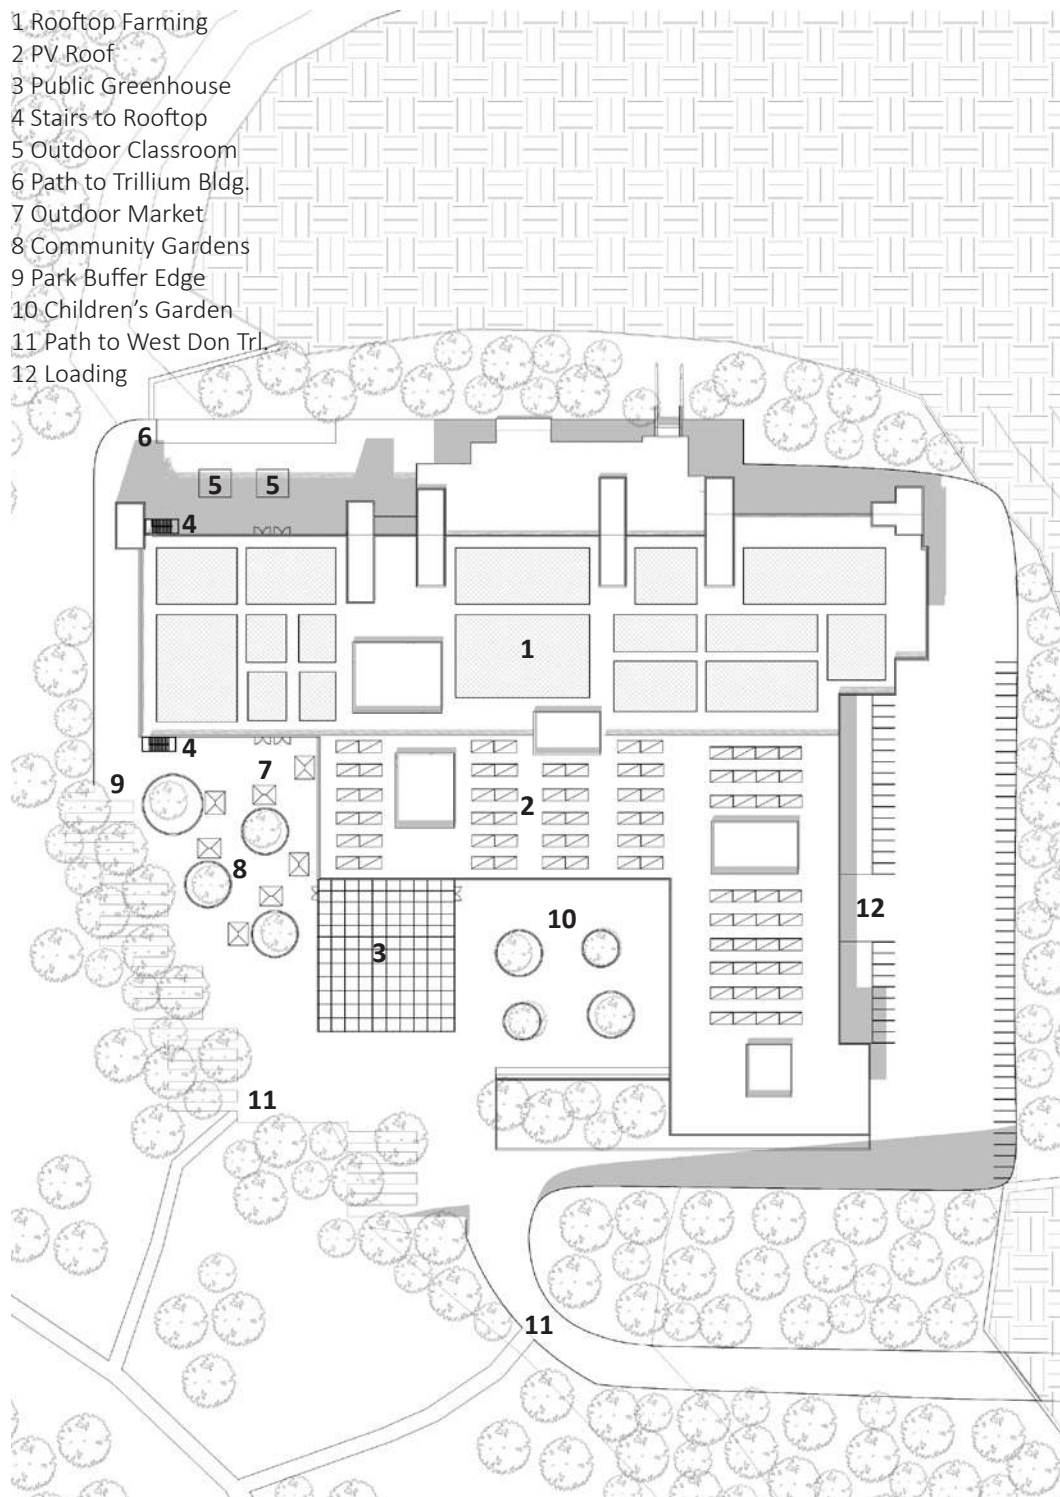 1 Rooftop Farming
2 PV Roof
3 Public Greenhouse
4 Stairs to Rooftop
5 Outdoor Classroom
6 Path to Trillium Bldg.
7 Outdoor Market
8 Community Gardens
9 Park Buffer Edge
10 Children’s Garden
11 Path to West Don Trl.
12 Loading
6
5 5
4
1
4
7
9
2
8
12
10
3
11
11